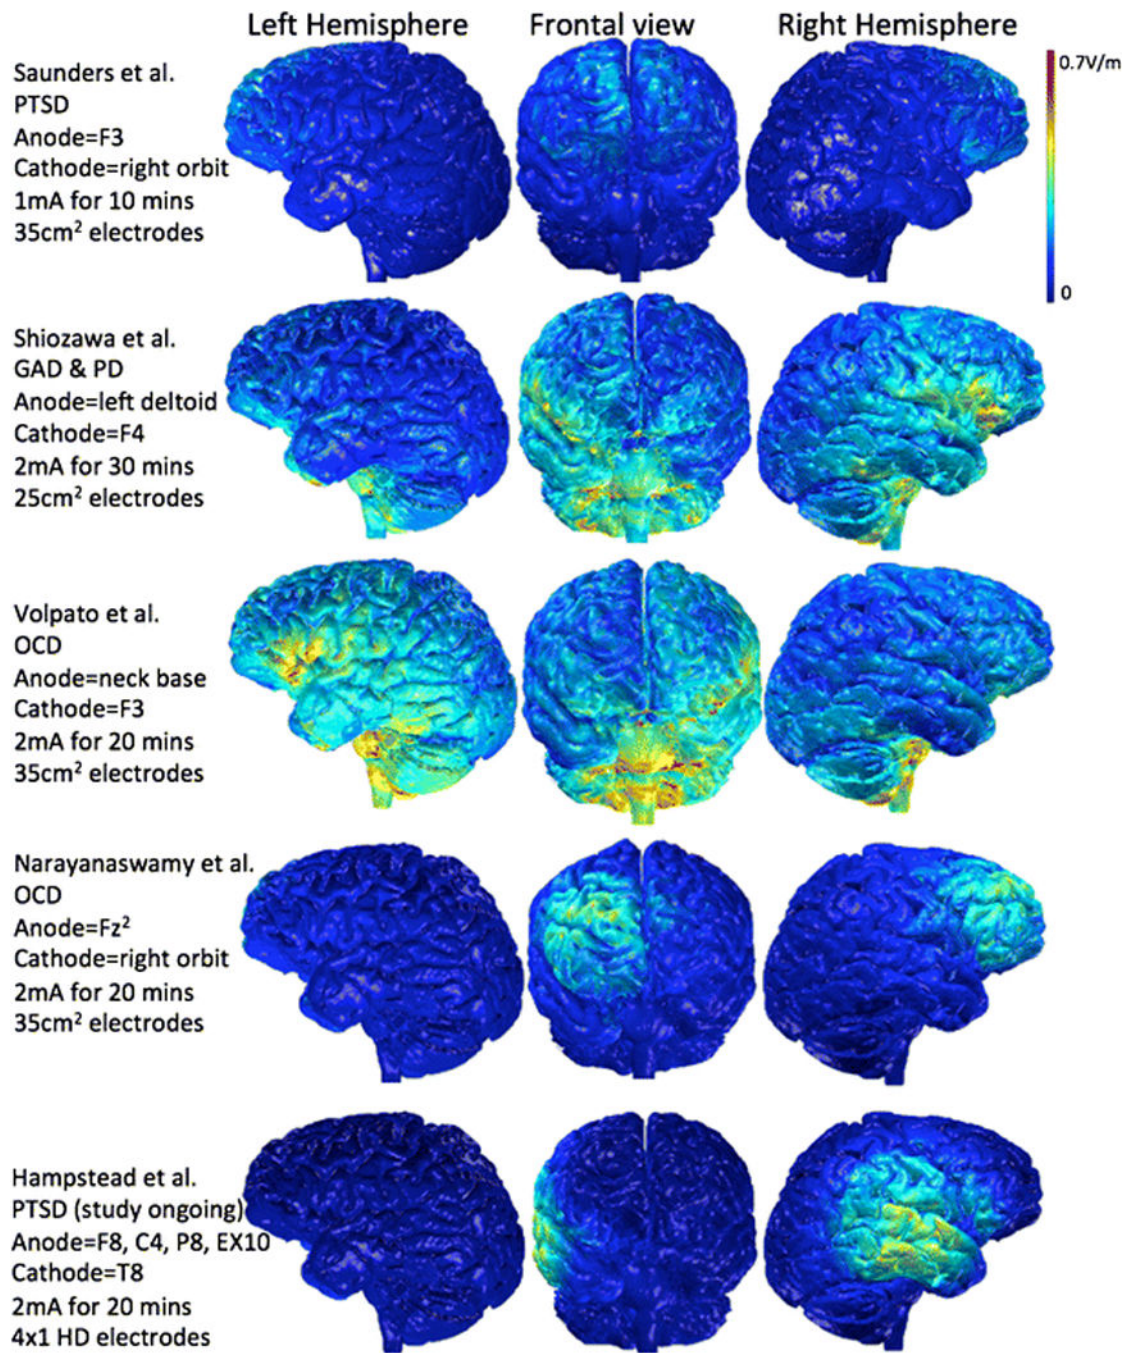 Left Hemisphere Frontal view Right Hemisphere
0.7V/m
0
Saunders et al.
PTSD
Anode=F3
Cathode=right orbit
1mA for 10 mins
35cm² electrodes
Shiozawa et al.
GAD & PD
Anode=left deltoid
Cathode=F4
2mA for 30 mins
25cm² electrodes
Volpato et al.
OCD
Anode=neck base
Cathode=F3
2mA for 20 mins
35cm² electrodes
Narayanaswamy et al.
OCD
Anode=Fz²
Cathode=right orbit
2mA for 20 mins
35cm² electrodes
Hampstead et al.
PTSD (study ongoing)
Anode=F8, C4, P8, EX10
Cathode=T8
2mA for 20 mins
4x1 HD electrodes